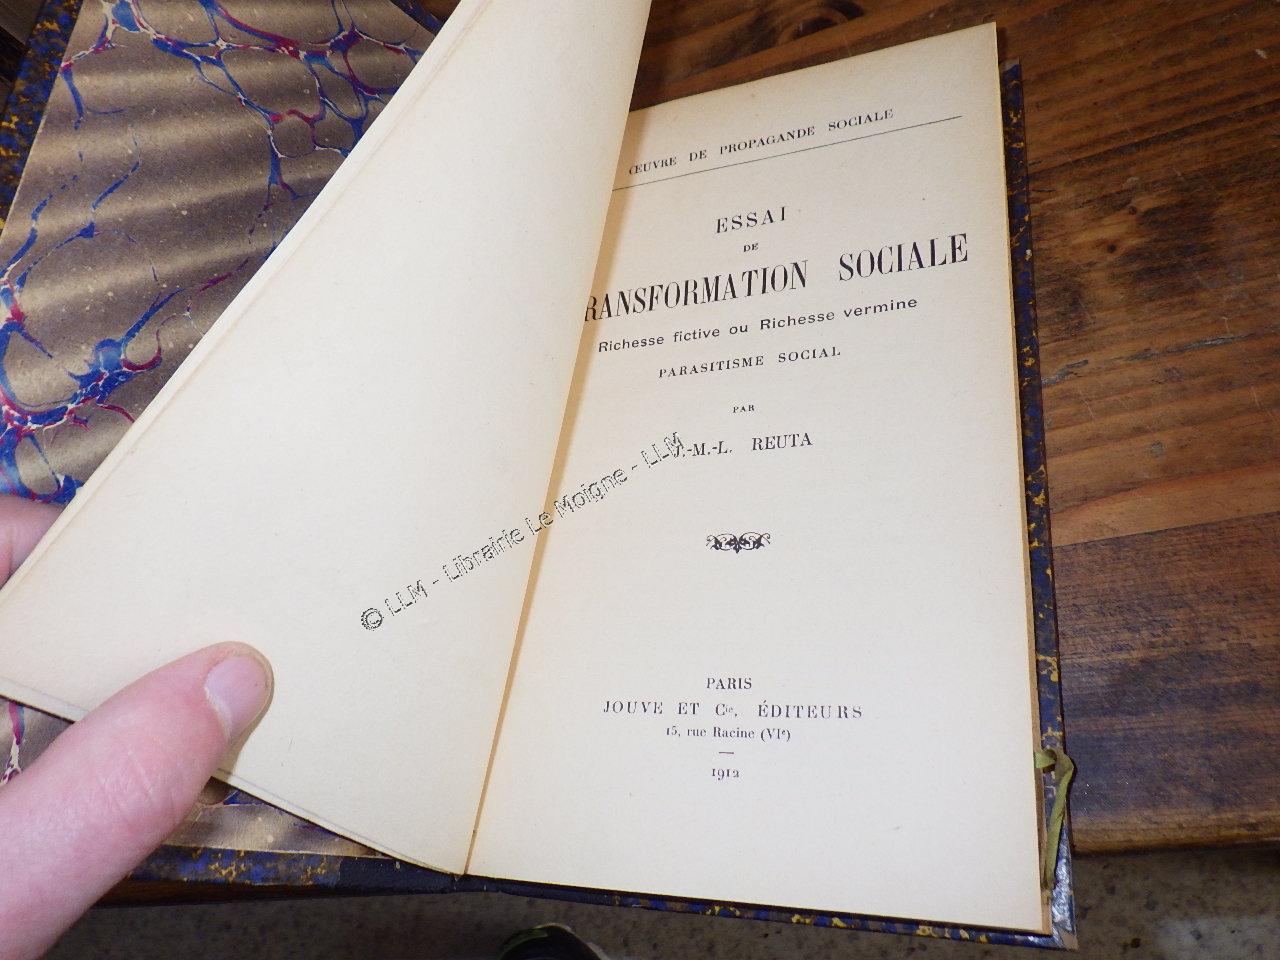 ŒUVRE DE PROPAGANDE SOCIALE
ESSAI
DE
RANSFORMATION SOCIALE
Richesse fictive ou Richesse vermine
PARASITISME SOCIAL
PAR
.-M.-L. REUTA
© LLM - Librairie Le Moigne - LLM
PARIS
JOUVE ET Cie, ÉDITEURS
15, rue Racine (VIe)
1912